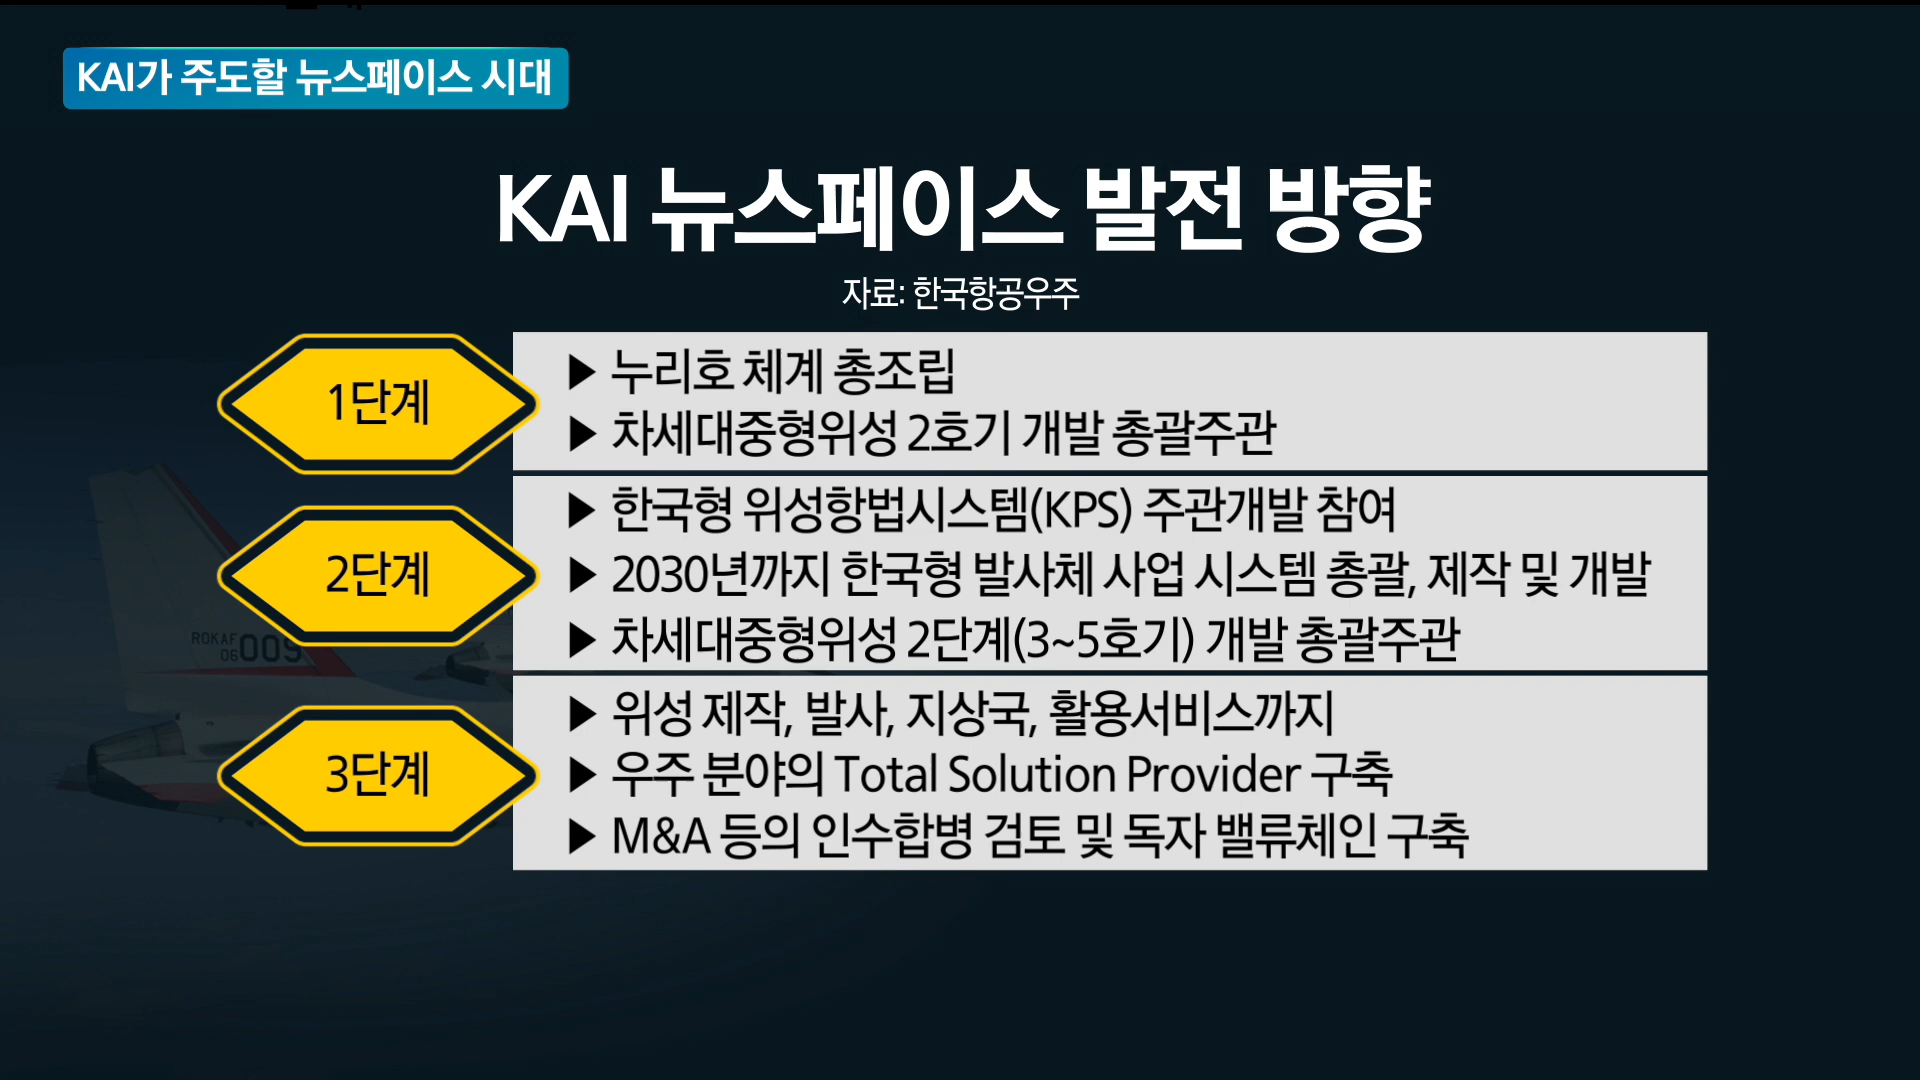 KAI가 주도할 뉴스페이스 시대
KAI 뉴스페이스 발전 방향
자료: 한국항공우주
1단계
▶ 누리호 체계 총조립
▶ 차세대중형위성 2호기 개발 총괄주관
2단계
▶ 한국형 위성항법시스템(KPS) 주관개발 참여
▶ 2030년까지 한국형 발사체 사업 시스템 총괄, 제작 및 개발
▶ 차세대중형위성 2단계(3~5호기) 개발 총괄주관
3단계
▶ 위성 제작, 발사, 지상국, 활용서비스까지
▶ 우주 분야의 Total Solution Provider 구축
▶ M&A 등의 인수합병 검토 및 독자 밸류체인 구축
ROKAF
06 009